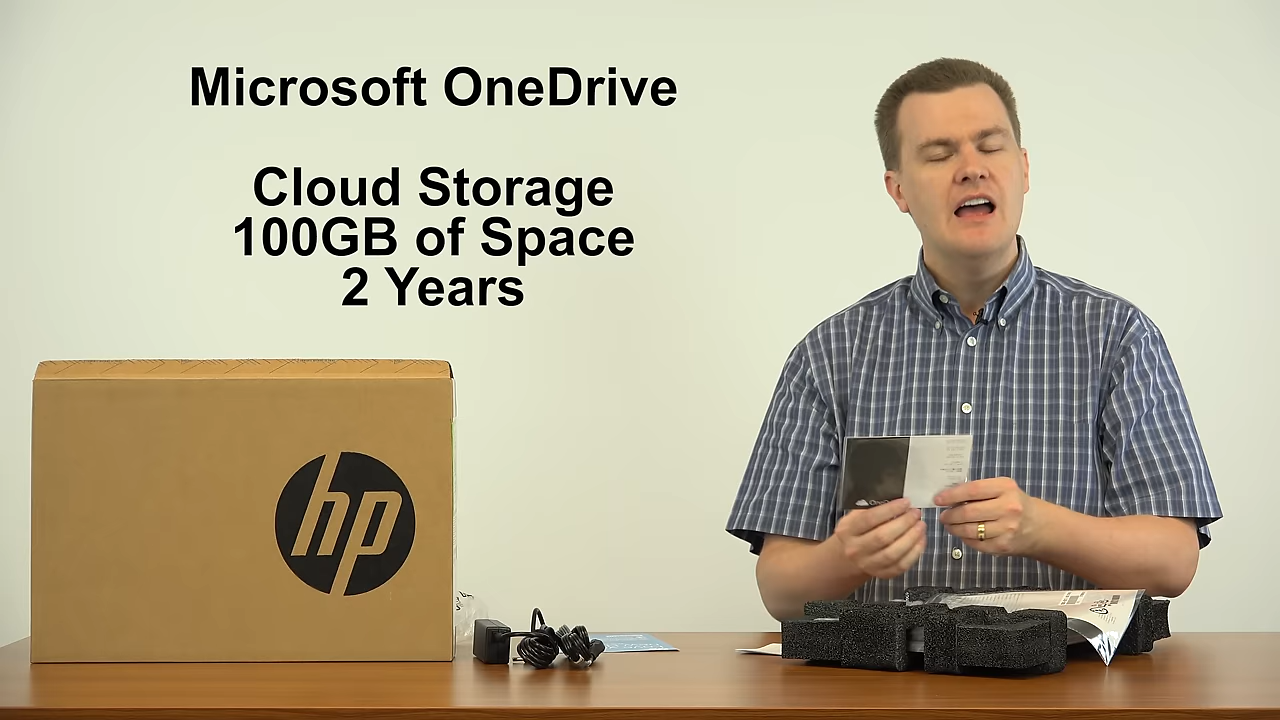 Microsoft OneDrive
Cloud Storage
100GB of Space
2 Years
hp